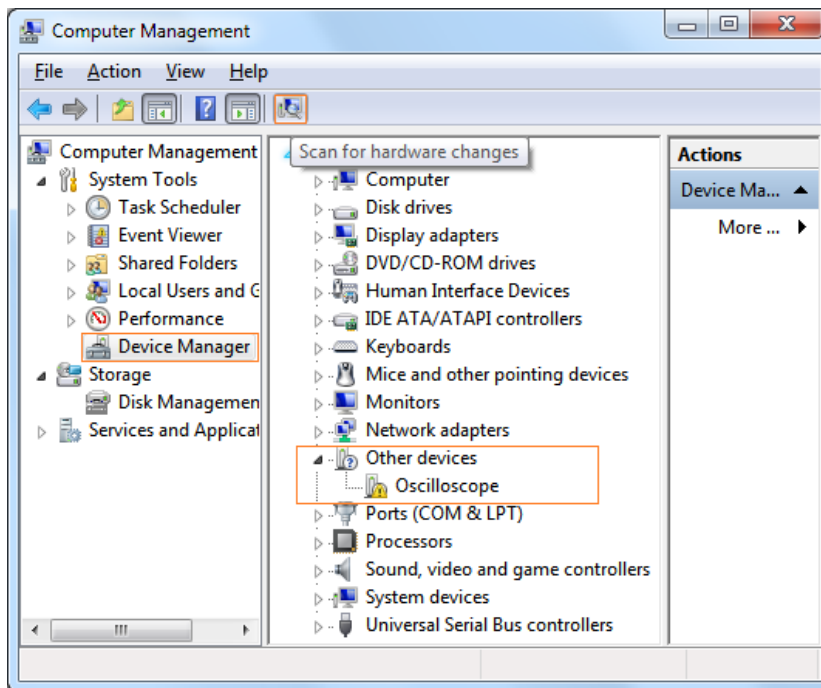 Computer Management
File Action View Help
Scan for hardware changes
Computer Management
System Tools
Task Scheduler
Event Viewer
Shared Folders
Local Users and G
Performance
Device Manager
Storage
Disk Managemen
Services and Applicat
Computer
Disk drives
Display adapters
DVD/CD-ROM drives
Human Interface Devices
IDE ATA/ATAPI controllers
Keyboards
Mice and other pointing devices
Monitors
Network adapters
Other devices
Oscilloscope
Ports (COM & LPT)
Processors
Sound, video and game controllers
System devices
Universal Serial Bus controllers
Actions
Device Ma...
More ...